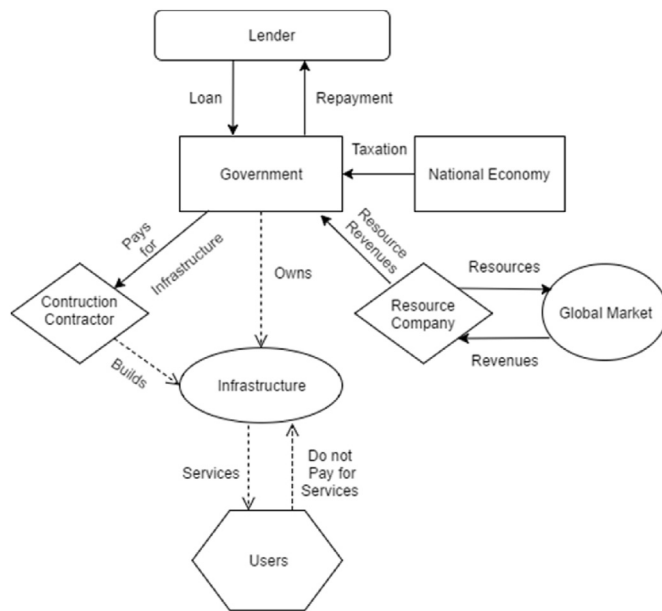 Lender
Loan
Repayment
Government
Taxation
National Economy
Pays
for
Infrastructure
Owns
Resource
Revenues
Contruction
Contractor
Resource
Company
Resources
Global Market
Revenues
Builds
Infrastructure
Services
Do not
Pay for
Services
Users